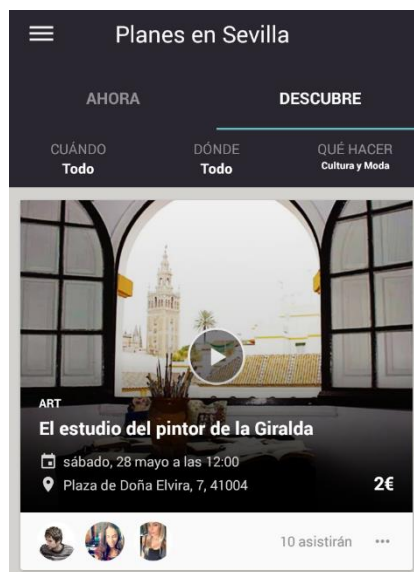 Planes en Sevilla
AHORA
DESCUBRE
CUÁNDO
DÓNDE
QUÉ HACER
Todo
Todo
Cultura y Moda
ART
El estudio del pintor de la Giralda
sábado, 28 mayo a las 12:00
Plaza de Doña Elvira, 7, 41004
2€
10 asistirán